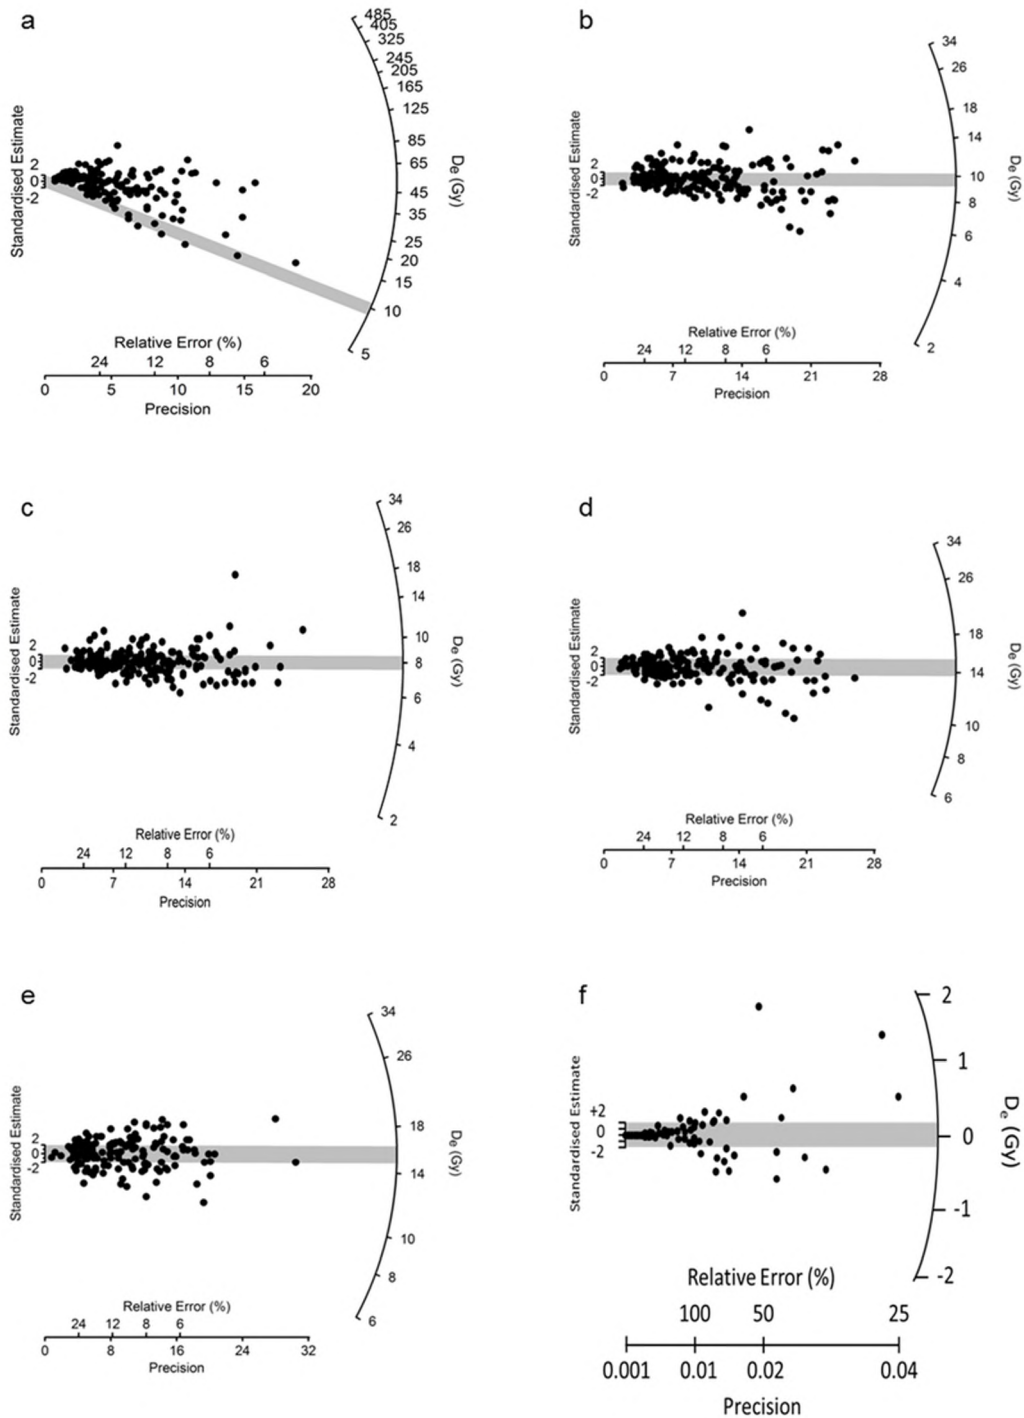 a
485
405
325
245
205
165
125
85
65
45
35
25
20
15
10
5
De (Gy)
Standardised Estimate
2
0
-2
Relative Error (%)
24 12 8 6
0 5 10 15 20
Precision
b
34
26
18
14
10
8
6
4
2
De (Gy)
Standardised Estimate
2
0
-2
Relative Error (%)
24 12 8 6
0 7 14 21 28
Precision
c
34
26
18
14
10
8
6
4
2
De (Gy)
Standardised Estimate
2
0
-2
Relative Error (%)
24 12 8 6
0 7 14 21 28
Precision
d
34
26
18
14
10
8
6
De (Gy)
Standardised Estimate
2
0
-2
Relative Error (%)
24 12 8 6
0 7 14 21 28
Precision
e
34
26
18
14
10
8
6
De (Gy)
Standardised Estimate
2
0
-2
Relative Error (%)
24 12 8 6
0 8 16 24 32
Precision
f
2
1
0
-1
-2
De (Gy)
Standardised Estimate
+2
0
-2
Relative Error (%)
100 50 25
0.001 0.01 0.02 0.04
Precision